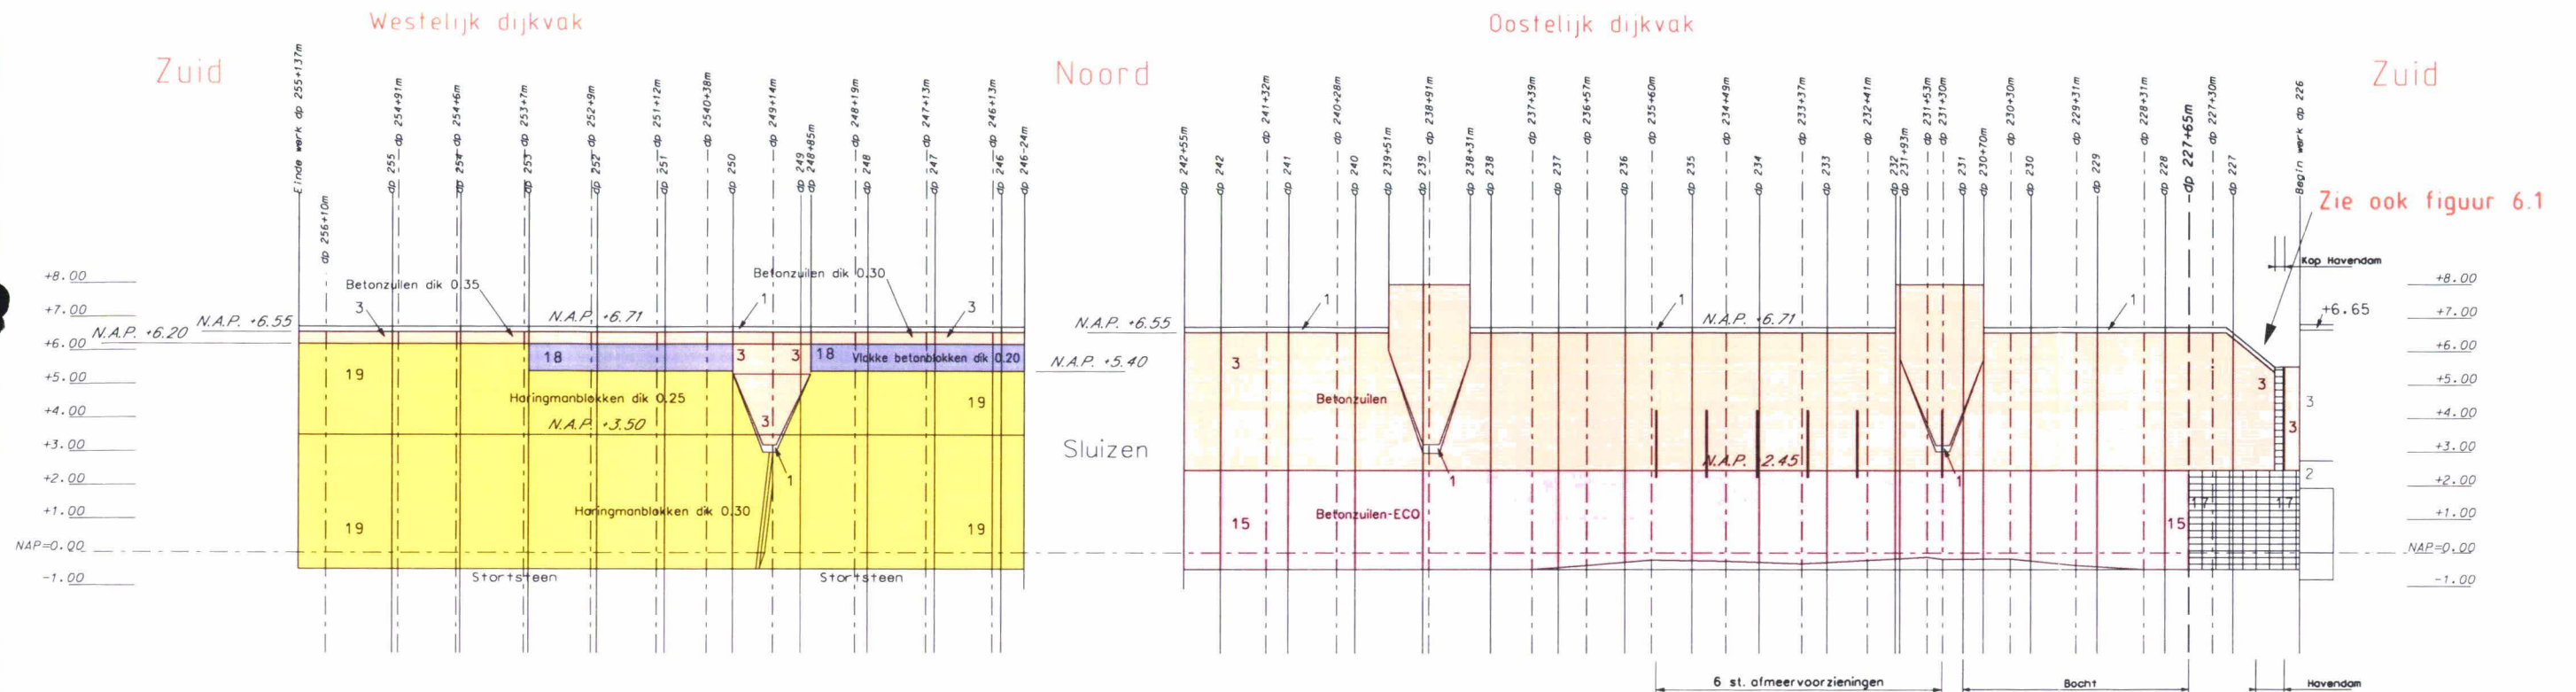 Westelijk dijkvak
Oostelijk dijkvak
Zuid
Noord
Zuid
Einde werk dp 255+137m
dp 256+10m
dp 255
dp 254+91m
dp 254
dp 254+6m
dp 253+7m
dp 253
dp 252+9m
dp 252
dp 251+12m
dp 251
dp 2540+38m
dp 250
dp 249+14m
dp 249
dp 248+85m
dp 248+19m
dp 248
dp 247+13m
dp 247
dp 246+13m
dp 246
dp 246-24m
dp 242+55m
dp 242
dp 241+32m
dp 241
dp 240+28m
dp 240
dp 239+51m
dp 239
dp 238+91m
dp 238+31m
dp 238
dp 237+39m
dp 237
dp 236+57m
dp 236
dp 235+60m
dp 235
dp 234+49m
dp 234
dp 233+37m
dp 233
dp 232+41m
dp 232
dp 231+93m
dp 231+53m
dp 231+30m
dp 231
dp 230+70m
dp 230+30m
dp 230
dp 229+31m
dp 229
dp 228+31m
dp 228
dp 227+65m
dp 227+30m
dp 227
Begin werk dp 226
Zie ook figuur 6.1
Kop Havendam
+8.00
+7.00
+6.00
+5.00
+4.00
+3.00
+2.00
+1.00
NAP=0.00
-1.00
N.A.P. +6.20
N.A.P. +6.55
Betonzuilen dik 0.35
3
N.A.P. +6.71
Betonzuilen dik 0.30
1
3
18
3
3
18
Vlakke betonblokken dik 0.20
19
Haringmanblokken dik 0.25
19
N.A.P. +3.50
3
1
Haringmanblokken dik 0.30
19
19
Stortsteen
Stortsteen
N.A.P. +6.55
N.A.P. +5.40
Sluizen
1
1
N.A.P. +6.71
1
3
Betonzuilen
N.A.P. 2.45
1
1
15
Betonzuilen-ECO
15
17
17
3
3
3
2
+6.65
+8.00
+7.00
+6.00
+5.00
+4.00
+3.00
+2.00
+1.00
NAP=0.00
-1.00
6 st. afmeervoorzieningen
Bocht
Havendam